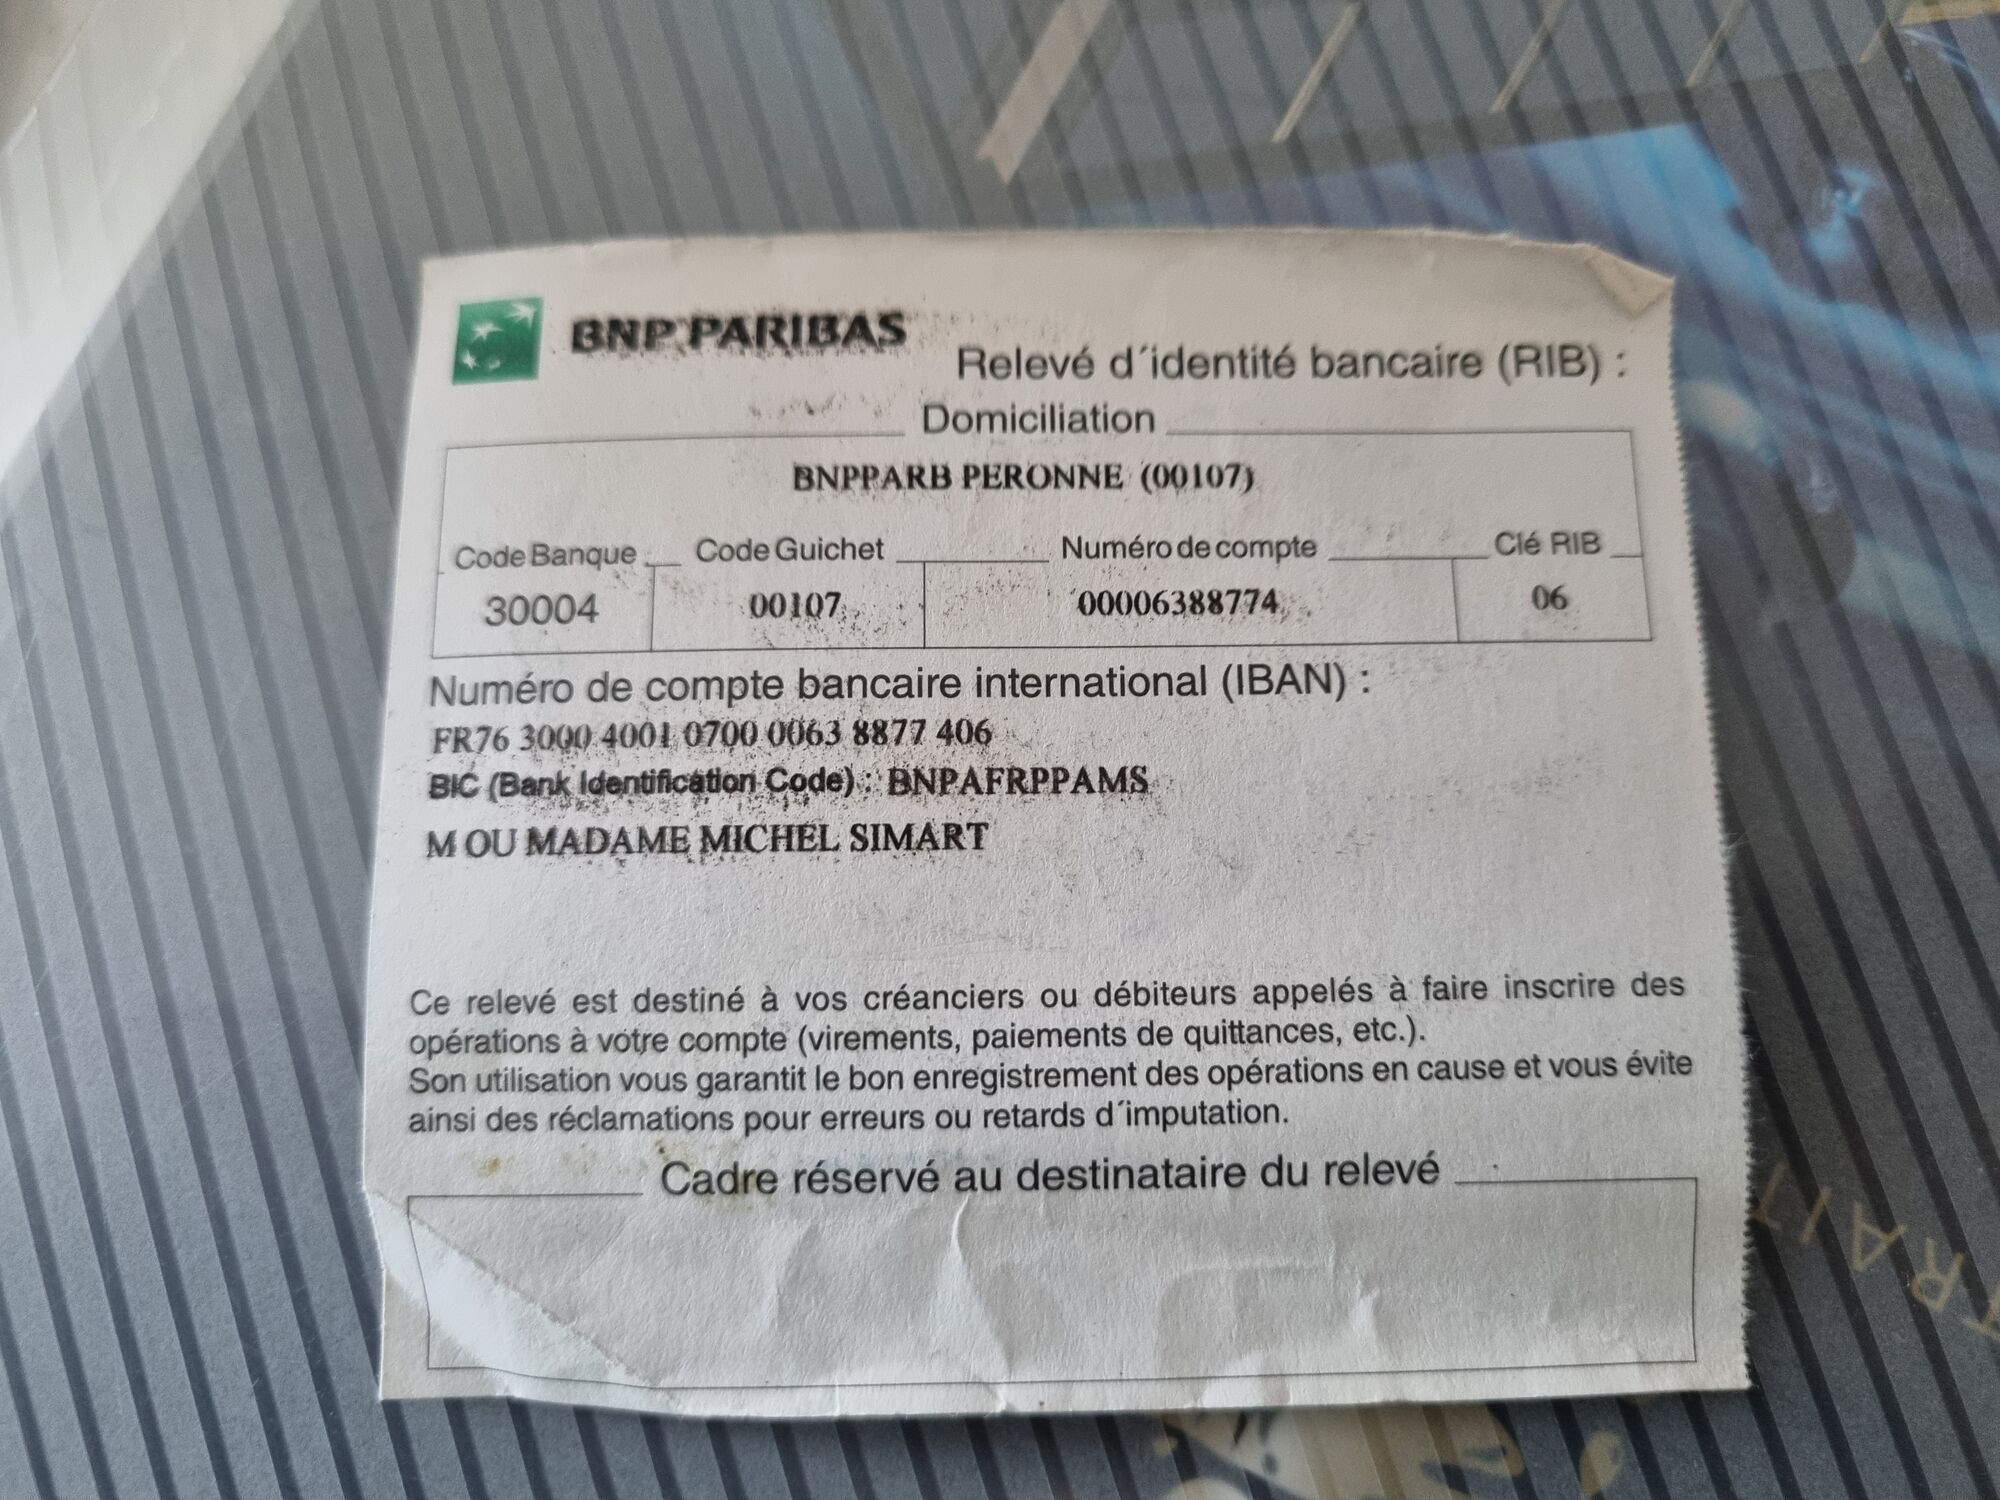 BNP PARIBAS
Relevé d´identité bancaire (RIB) :
Domiciliation
BNPPARB PERONNE (00107)
Code Banque Code Guichet Numéro de compte Clé RIB
30004 00107 00006388774 06
Numéro de compte bancaire international (IBAN) :
FR76 3000 4001 0700 0063 8877 406
BIC (Bank Identification Code) : BNPAFRPPAMS
M OU MADAME MICHEL SIMART
Ce relevé est destiné à vos créanciers ou débiteurs appelés à faire inscrire des
opérations à votre compte (virements, paiements de quittances, etc.).
Son utilisation vous garantit le bon enregistrement des opérations en cause et vous évite
ainsi des réclamations pour erreurs ou retards d´imputation.
Cadre réservé au destinataire du relevé